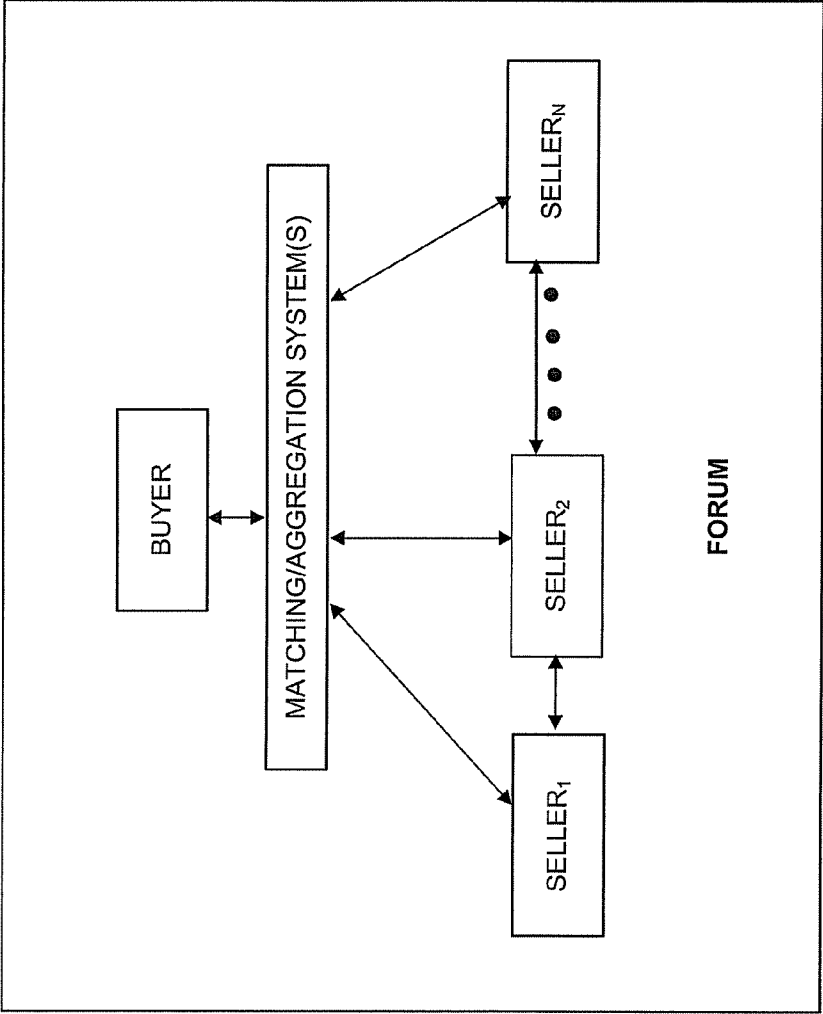 BUYER
MATCHING/AGGREGATION SYSTEM(S)
SELLER₁
SELLER₂
SELLERN
FORUM